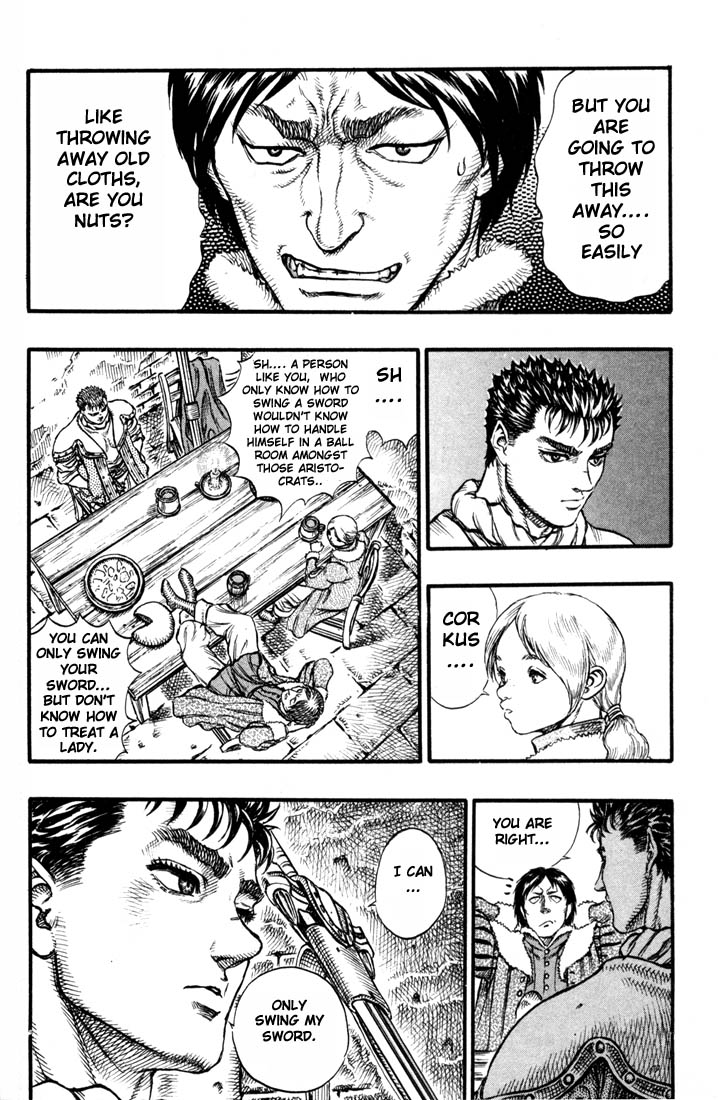 BUT YOU
ARE
GOING TO
THROW
THIS
AWAY....
SO
EASILY
LIKE
THROWING
AWAY OLD
CLOTHS,
ARE YOU
NUTS?
SH
....
SH.... A PERSON
LIKE YOU, WHO
ONLY KNOW HOW TO
SWING A SWORD
WOULDN'T KNOW
HOW TO HANDLE
HIMSELF IN A BALL
ROOM AMONGST
THOSE ARISTO-
CRATS..
YOU CAN
ONLY SWING
YOUR
SWORD...
BUT DON'T
KNOW HOW
TO TREAT A
LADY.
COR
KUS
....
YOU ARE
RIGHT...
I CAN
...
ONLY
SWING MY
SWORD.